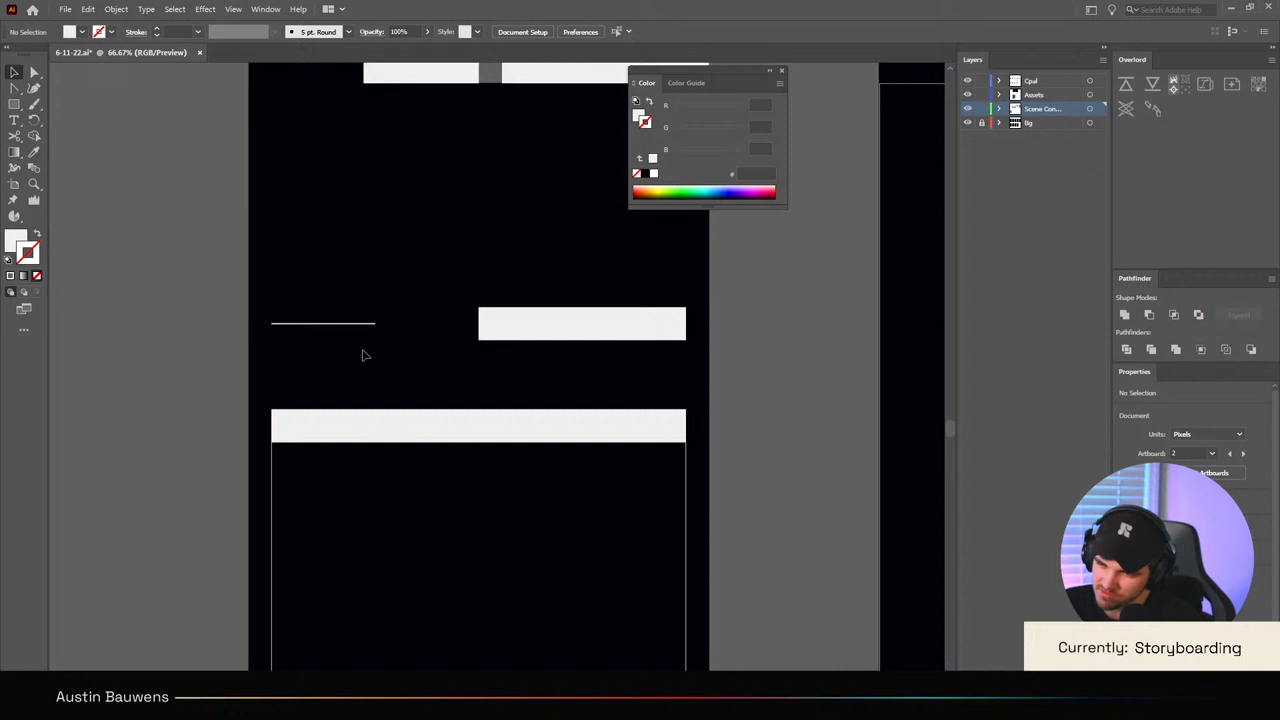 File Edit Object Type Select Effect View Window Help
Search Adobe Help
No Selection
Stroke:
5 pt. Round
Opacity: 100%
Style:
Document Setup
Preferences
6-11-22.ai* @ 66.67% (RGB/Preview)
Color
Color Guide
R
G
B
#
Layers
Cpal
Assets
Scene Con...
Bg
Overlord
Pathfinder
Shape Modes:
Expand
Pathfinders:
Properties
No Selection
Document
Units: Pixels
Artboard: 2
Artboards
Currently: Storyboarding
Austin Bauwens